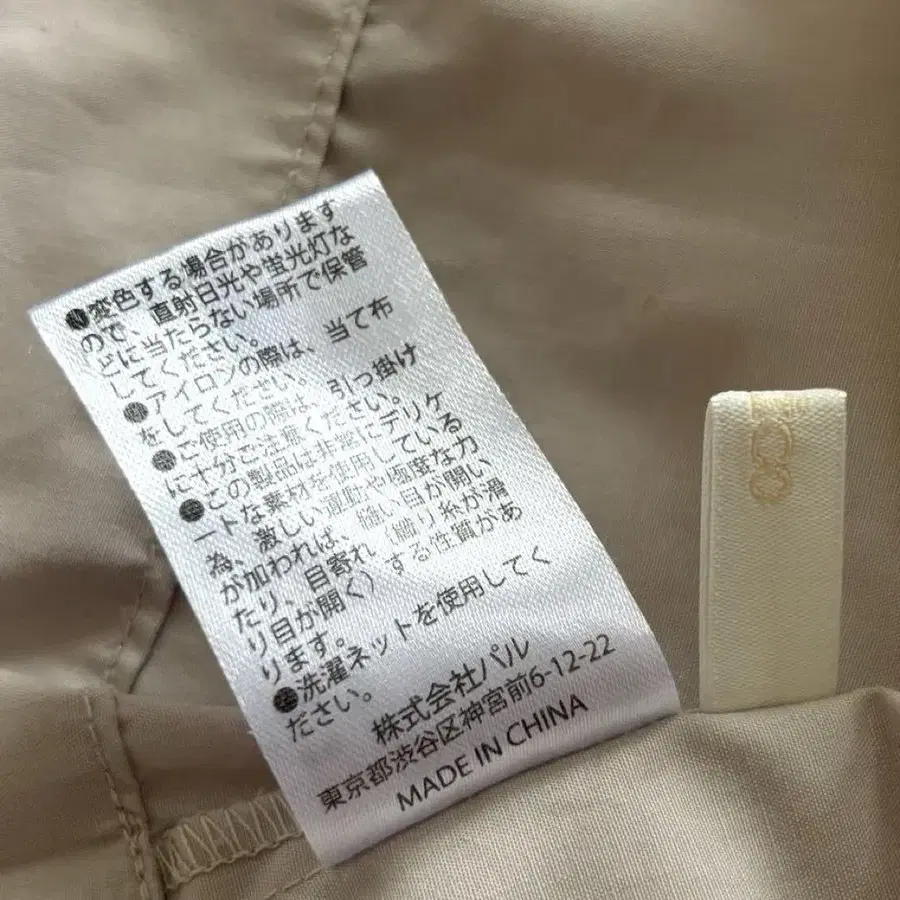 ●変色する場合があります
ので、直射日光や蛍光灯な
どに当たらない場所で保管
してください。
●アイロンの際は、当て布
をしてください。
●ご使用の際は、引っ掛け
に十分ご注意ください。
●この製品は非常にデリケ
ートな素材を使用している
為、激しい運動や極度な力
が加われば、縫い目が開い
たり、目寄れ（織り糸が滑
り目が開く）する性質があ
ります。
●洗濯ネットを使用してく
ださい。
株式会社パル
東京都渋谷区神宮前6-12-22
MADE IN CHINA